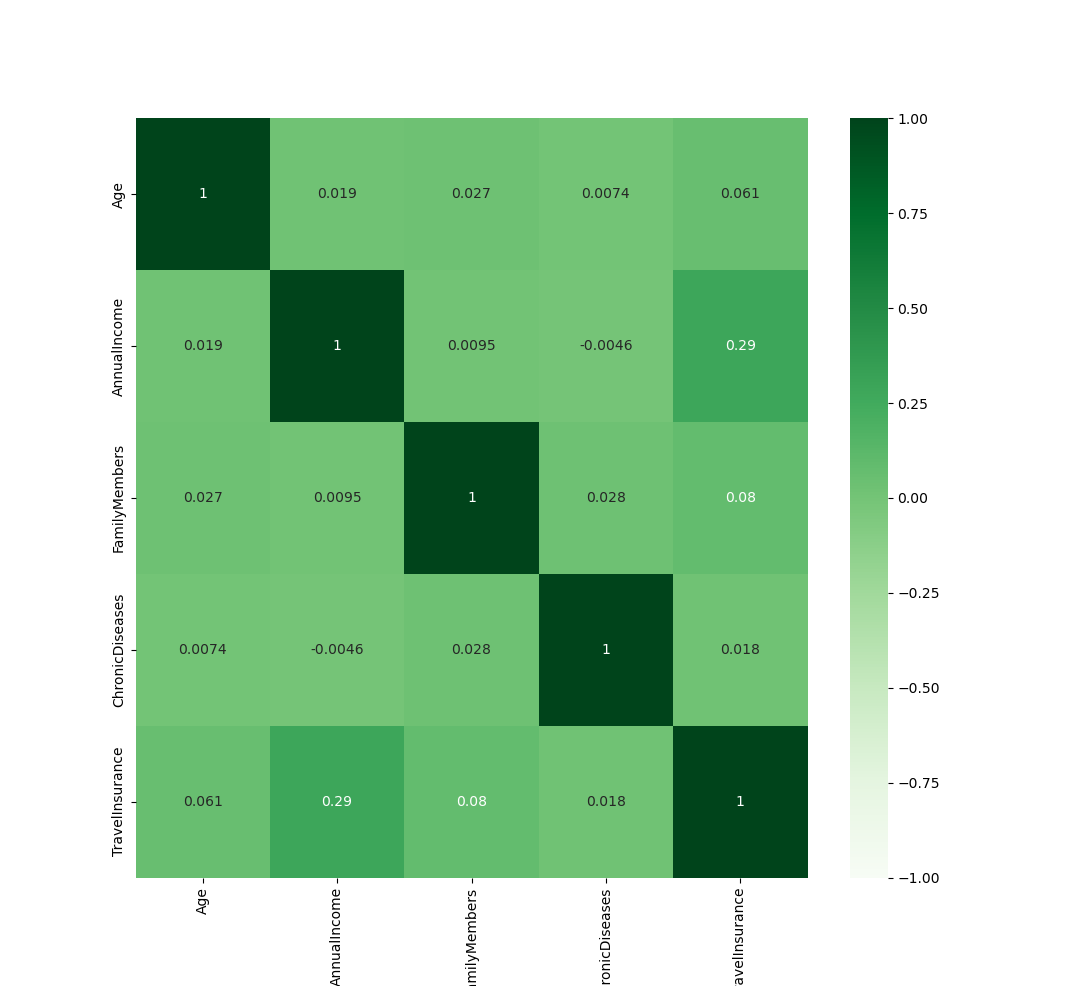 Age 1 0.019 0.027 0.0074 0.061
AnnualIncome 0.019 1 0.0095 -0.0046 0.29
FamilyMembers 0.027 0.0095 1 0.028 0.08
ChronicDiseases 0.0074 -0.0046 0.028 1 0.018
TravelInsurance 0.061 0.29 0.08 0.018 1
Age AnnualIncome milyMembers ronicDiseases avelInsurance
1.00
0.75
0.50
0.25
0.00
−0.25
−0.50
−0.75
−1.00